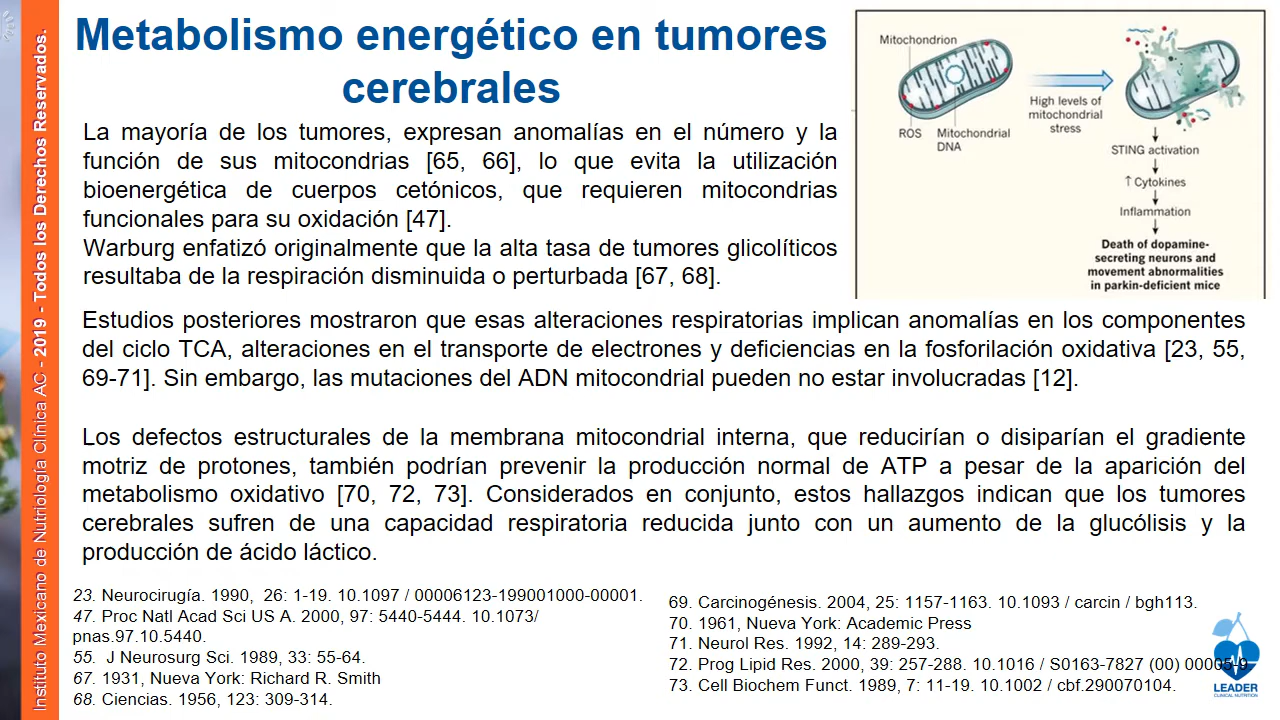 Instituto Mexicano de Nutriología Clínica AC - 2019 - Todos los Derechos Reservados.
Metabolismo energético en tumores
cerebrales
La mayoría de los tumores, expresan anomalías en el número y la
función de sus mitocondrias [65, 66], lo que evita la utilización
bioenergética de cuerpos cetónicos, que requieren mitocondrias
funcionales para su oxidación [47].
Warburg enfatizó originalmente que la alta tasa de tumores glicolíticos
resultaba de la respiración disminuida o perturbada [67, 68].
Mitochondrion
ROS
Mitochondrial
DNA
High levels of
mitochondrial
stress
STING activation
↑ Cytokines
Inflammation
Death of dopamine-
secreting neurons and
movement abnormalities
in parkin-deficient mice
Estudios posteriores mostraron que esas alteraciones respiratorias implican anomalías en los componentes
del ciclo TCA, alteraciones en el transporte de electrones y deficiencias en la fosforilación oxidativa [23, 55,
69-71]. Sin embargo, las mutaciones del ADN mitocondrial pueden no estar involucradas [12].
Los defectos estructurales de la membrana mitocondrial interna, que reducirían o disiparían el gradiente
motriz de protones, también podrían prevenir la producción normal de ATP a pesar de la aparición del
metabolismo oxidativo [70, 72, 73]. Considerados en conjunto, estos hallazgos indican que los tumores
cerebrales sufren de una capacidad respiratoria reducida junto con un aumento de la glucólisis y la
producción de ácido láctico.
23. Neurocirugía. 1990, 26: 1-19. 10.1097 / 00006123-199001000-00001.
47. Proc Natl Acad Sci US A. 2000, 97: 5440-5444. 10.1073/
pnas.97.10.5440.
55. J Neurosurg Sci. 1989, 33: 55-64.
67. 1931, Nueva York: Richard R. Smith
68. Ciencias. 1956, 123: 309-314.
69. Carcinogénesis. 2004, 25: 1157-1163. 10.1093 / carcin / bgh113.
70. 1961, Nueva York: Academic Press
71. Neurol Res. 1992, 14: 289-293.
72. Prog Lipid Res. 2000, 39: 257-288. 10.1016 / S0163-7827 (00) 00005-9
73. Cell Biochem Funct. 1989, 7: 11-19. 10.1002 / cbf.290070104.
LEADER
CLINICAL NUTRITION